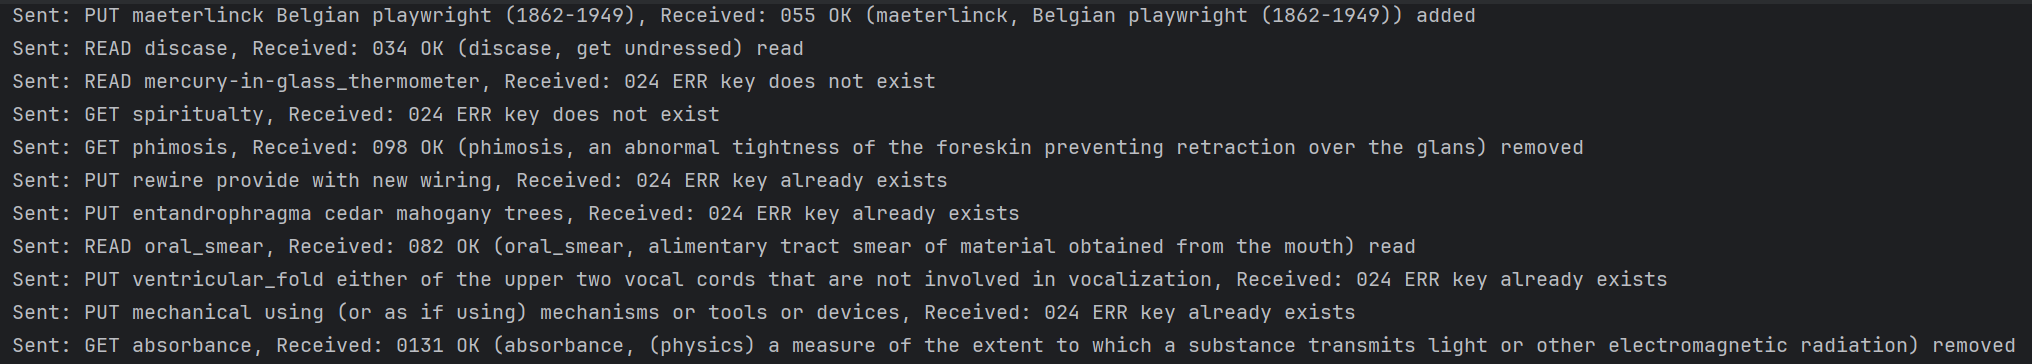 Sent: PUT maeterlinck Belgian playwright (1862-1949), Received: 055 OK (maeterlinck, Belgian playwright (1862-1949)) added
Sent: READ discase, Received: 034 OK (discase, get undressed) read
Sent: READ mercury-in-glass_thermometer, Received: 024 ERR key does not exist
Sent: GET spiritualty, Received: 024 ERR key does not exist
Sent: GET phimosis, Received: 098 OK (phimosis, an abnormal tightness of the foreskin preventing retraction over the glans) removed
Sent: PUT rewire provide with new wiring, Received: 024 ERR key already exists
Sent: PUT entandrophragma cedar mahogany trees, Received: 024 ERR key already exists
Sent: READ oral_smear, Received: 082 OK (oral_smear, alimentary tract smear of material obtained from the mouth) read
Sent: PUT ventricular_fold either of the upper two vocal cords that are not involved in vocalization, Received: 024 ERR key already exists
Sent: PUT mechanical using (or as if using) mechanisms or tools or devices, Received: 024 ERR key already exists
Sent: GET absorbance, Received: 0131 OK (absorbance, (physics) a measure of the extent to which a substance transmits light or other electromagnetic radiation) removed